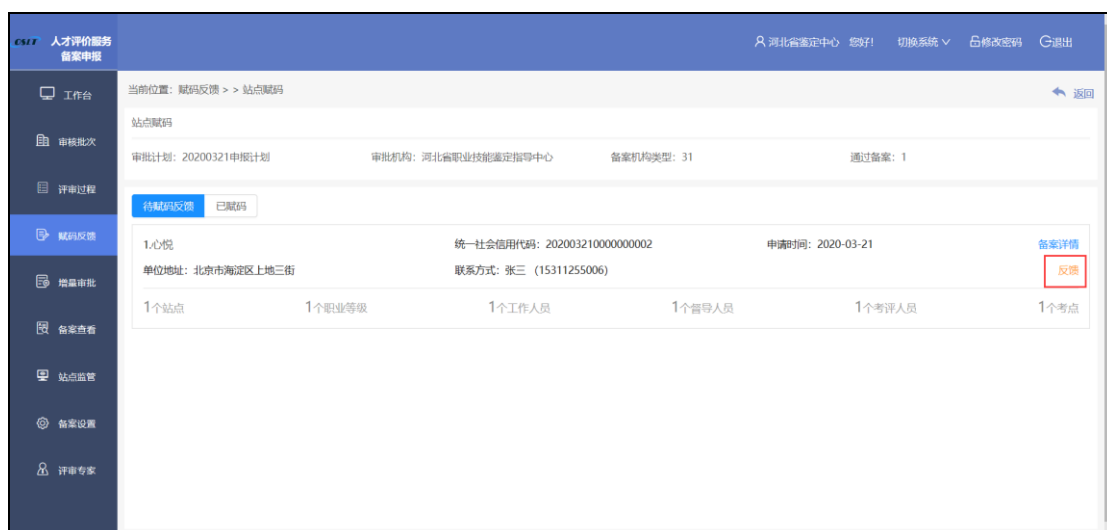 OSTA 人才评价服务
备案申报
河北省鉴定中心 您好! 切换系统 修改密码 退出
工作台
审核批次
评审过程
赋码反馈
增量审批
备案查看
站点监管
备案设置
评审专家
当前位置：赋码反馈 > > 站点赋码 返回
站点赋码
审批计划：20200321申报计划 审批机构：河北省职业技能鉴定指导中心 备案机构类型：31 通过备案：1
待赋码反馈 已赋码
1.心悦 统一社会信用代码：202003210000000002 申请时间：2020-03-21 备案详情
单位地址：北京市海淀区上地三街 联系方式：张三 (15311255006) 反馈
1个站点 1个职业等级 1个工作人员 1个督导人员 1个考评人员 1个考点